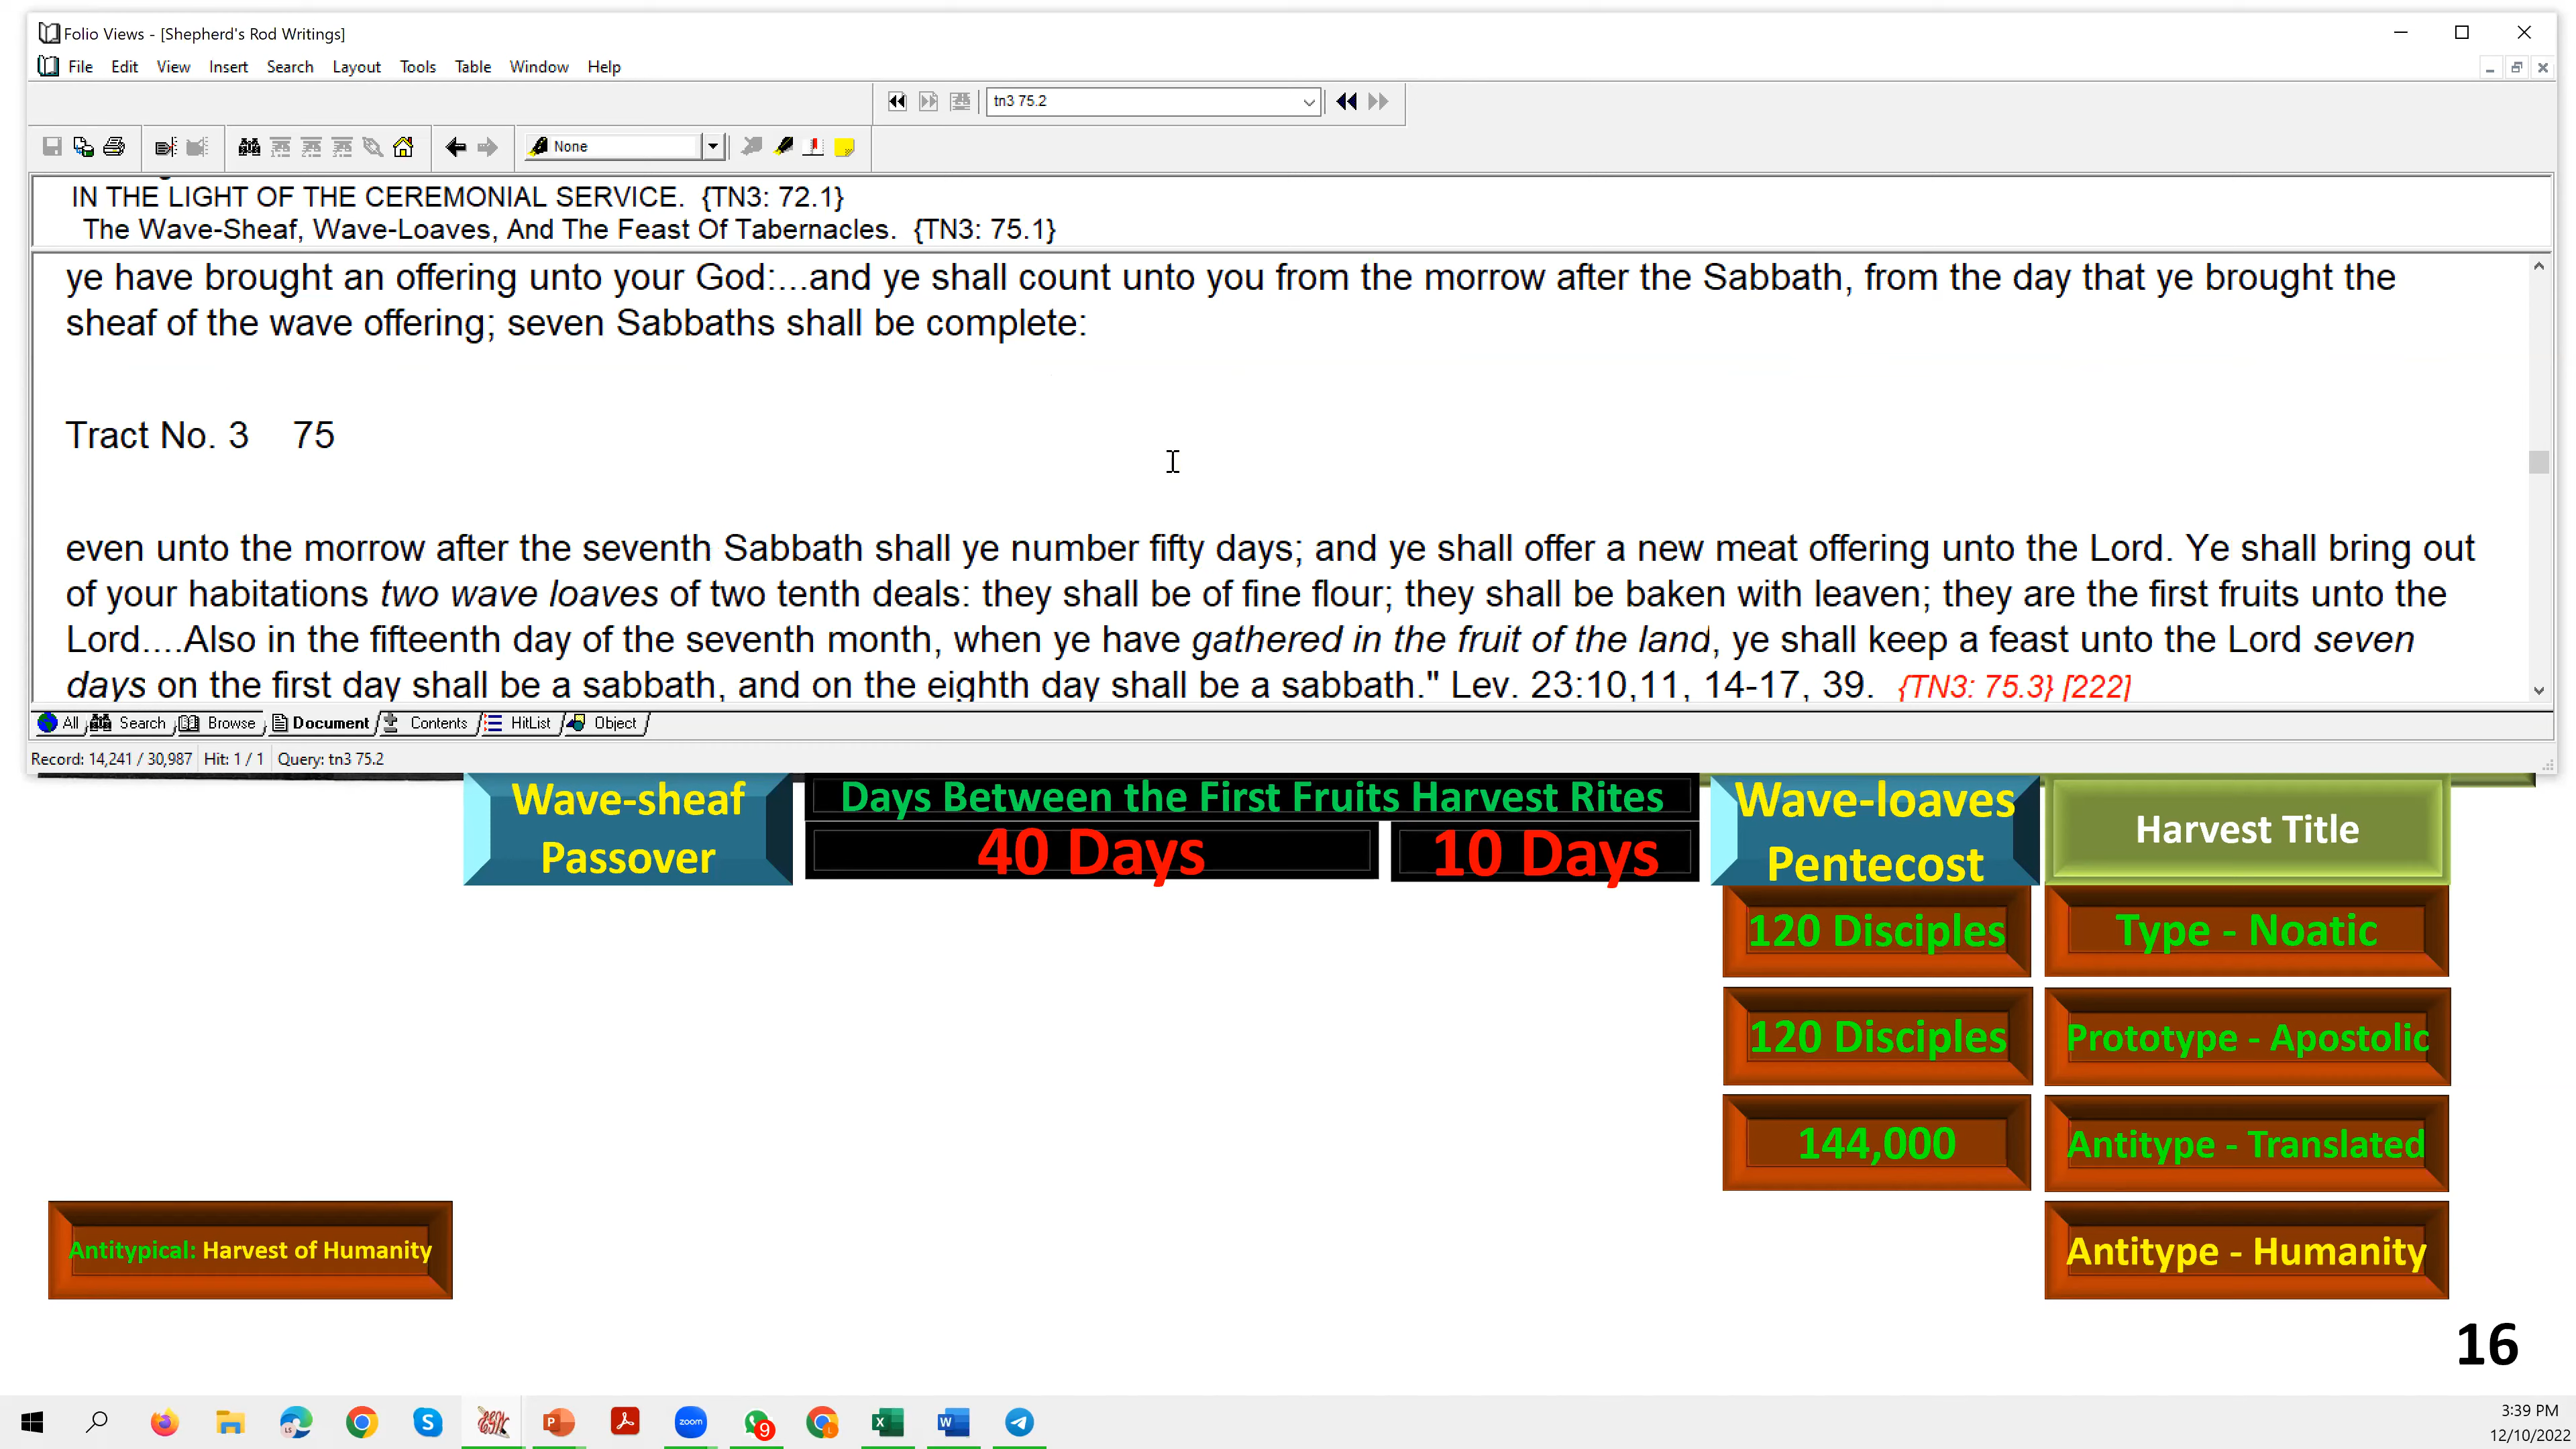 Folio Views - [Shepherd's Rod Writings]
File Edit View Insert Search Layout Tools Table Window Help
tn3 75.2
None
IN THE LIGHT OF THE CEREMONIAL SERVICE. {TN3: 72.1}
The Wave-Sheaf, Wave-Loaves, And The Feast Of Tabernacles. {TN3: 75.1}
ye have brought an offering unto your God:...and ye shall count unto you from the morrow after the Sabbath, from the day that ye brought the
sheaf of the wave offering; seven Sabbaths shall be complete:
Tract No. 3 75
even unto the morrow after the seventh Sabbath shall ye number fifty days; and ye shall offer a new meat offering unto the Lord. Ye shall bring out
of your habitations two wave loaves of two tenth deals: they shall be of fine flour; they shall be baken with leaven; they are the first fruits unto the
Lord....Also in the fifteenth day of the seventh month, when ye have gathered in the fruit of the land, ye shall keep a feast unto the Lord seven
days on the first day shall be a sabbath, and on the eighth day shall be a sabbath." Lev. 23:10,11, 14-17, 39. {TN3: 75.3} [222]
All Search Browse Document Contents HitList Object
Record: 14,241 / 30,987 Hit: 1 / 1 Query: tn3 75.2
Wave-sheaf
Passover
Days Between the First Fruits Harvest Rites
40 Days
10 Days
Wave-loaves
Pentecost
Harvest Title
120 Disciples
Type - Noatic
120 Disciples
Prototype - Apostolic
144,000
Antitype - Translated
Antitypical: Harvest of Humanity
Antitype - Humanity
16
LS
S
P
zoom
9
L
X
W
3:39 PM
12/10/2022